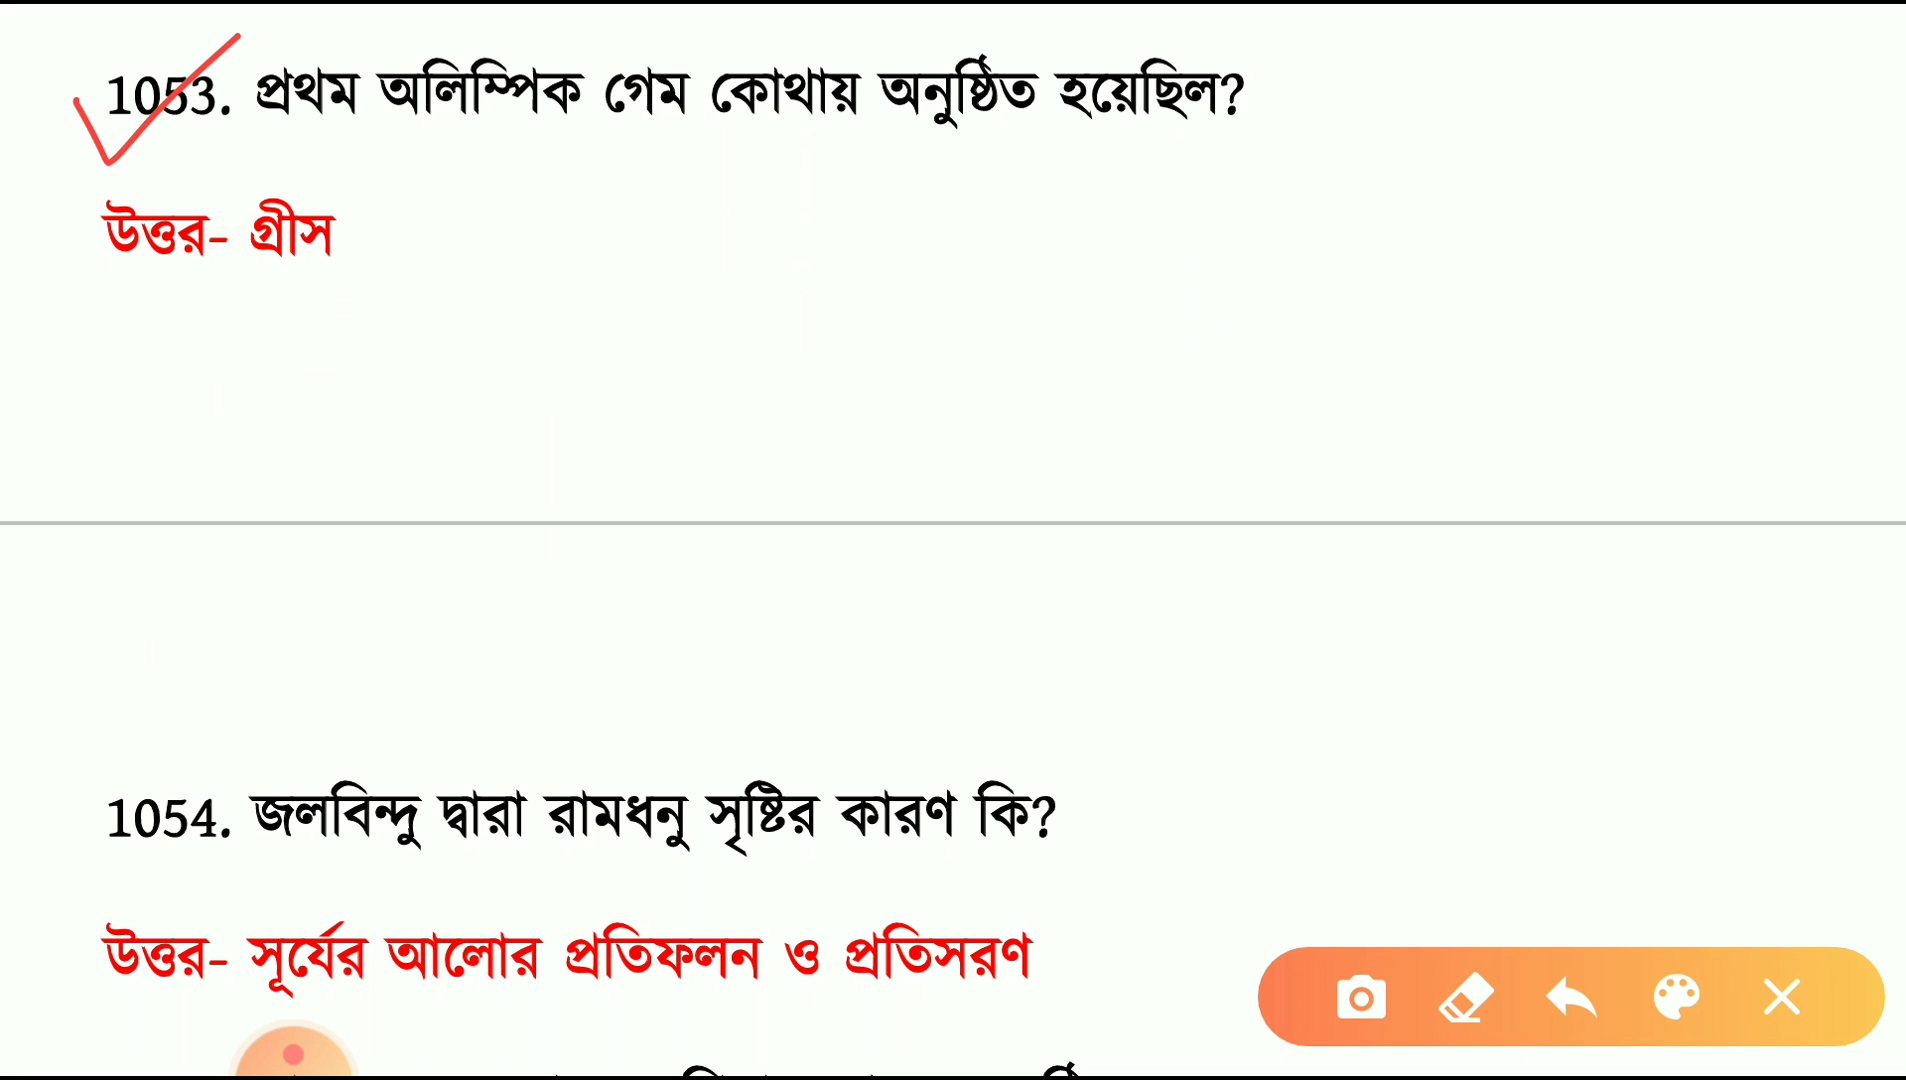 1053. প্রথম অলিম্পিক গেম কোথায় অনুষ্ঠিত হয়েছিল?
উত্তর- গ্রীস
1054. জলবিন্দু দ্বারা রামধনু সৃষ্টির কারণ কি?
উত্তর- সূর্যের আলোর প্রতিফলন ও প্রতিসরণ